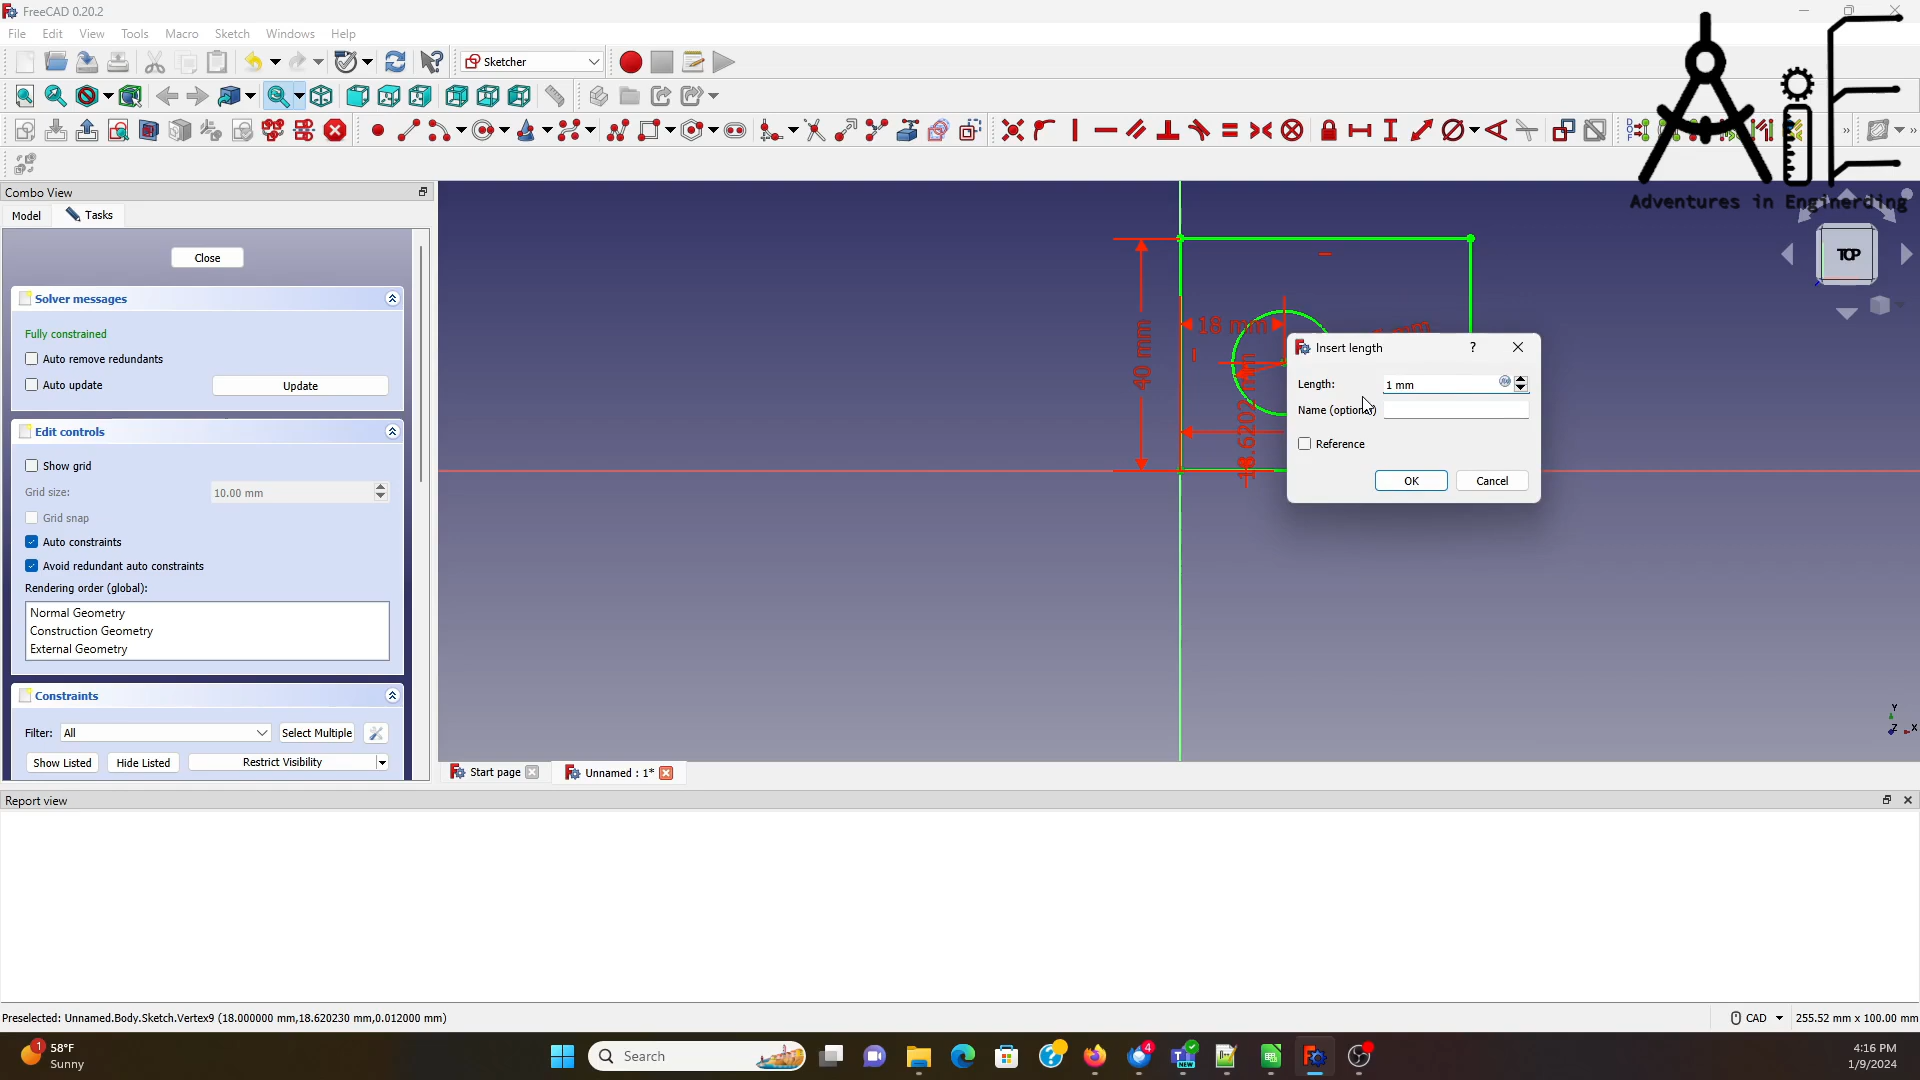 FreeCAD 0.20.2
File Edit View Tools Macro Sketch Windows Help
Sketcher
Adventures in Enginerding
Combo View
Model Tasks
Close
Solver messages
Fully constrained
Auto remove redundants
Auto update
Update
Edit controls
Show grid
Grid size: 10.00 mm
Grid snap
Auto constraints
Avoid redundant auto constraints
Rendering order (global):
Normal Geometry
Construction Geometry
External Geometry
Constraints
Filter: All Select Multiple
Show Listed Hide Listed Restrict Visibility
TOP
40 mm
18 mm
Insert length
Length: 1 mm
Name (optional)
Reference
OK Cancel
Y
Z X
Start page Unnamed : 1*
Report view
Preselected: Unnamed.Body.Sketch.Vertex9 (18.000000 mm,18.620230 mm,0.012000 mm)
CAD 255.52 mm x 100.00 mm
1 58°F
Sunny
Search
4
NEW
4:16 PM
1/9/2024